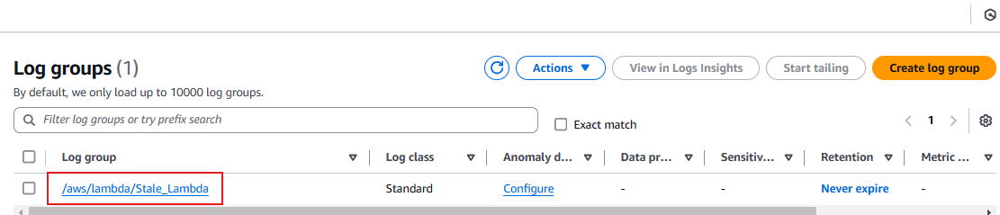 Log groups (1)
Actions
View in Logs Insights
Start tailing
Create log group
By default, we only load up to 10000 log groups.
Filter log groups or try prefix search
Exact match
1
Log group
Log class
Anomaly d...
Data pr...
Sensitiv...
Retention
Metric ...
/aws/lambda/Stale_Lambda
Standard
Configure
-
-
Never expire
-